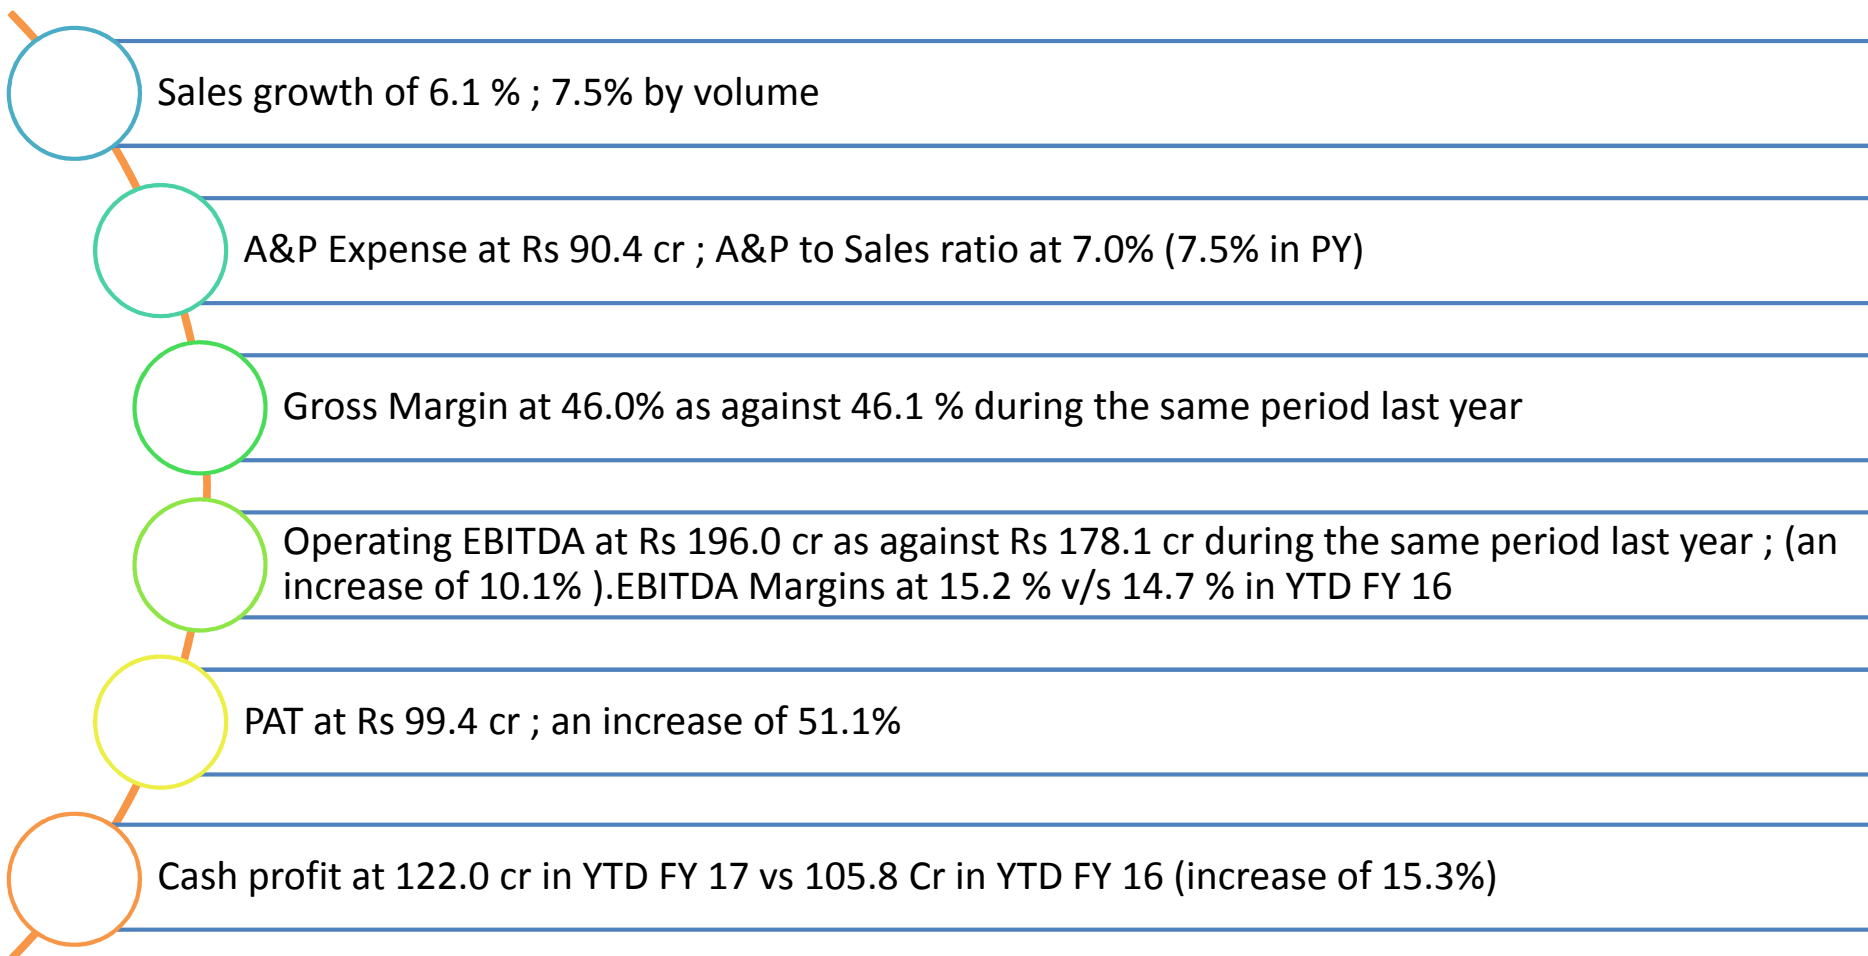 Sales growth of 6.1 % ; 7.5% by volume
A&P Expense at Rs 90.4 cr ; A&P to Sales ratio at 7.0% (7.5% in PY)
Gross Margin at 46.0% as against 46.1 % during the same period last year
Operating EBITDA at Rs 196.0 cr as against Rs 178.1 cr during the same period last year ; (an
increase of 10.1% ).EBITDA Margins at 15.2 % v/s 14.7 % in YTD FY 16
PAT at Rs 99.4 cr ; an increase of 51.1%
Cash profit at 122.0 cr in YTD FY 17 vs 105.8 Cr in YTD FY 16 (increase of 15.3%)